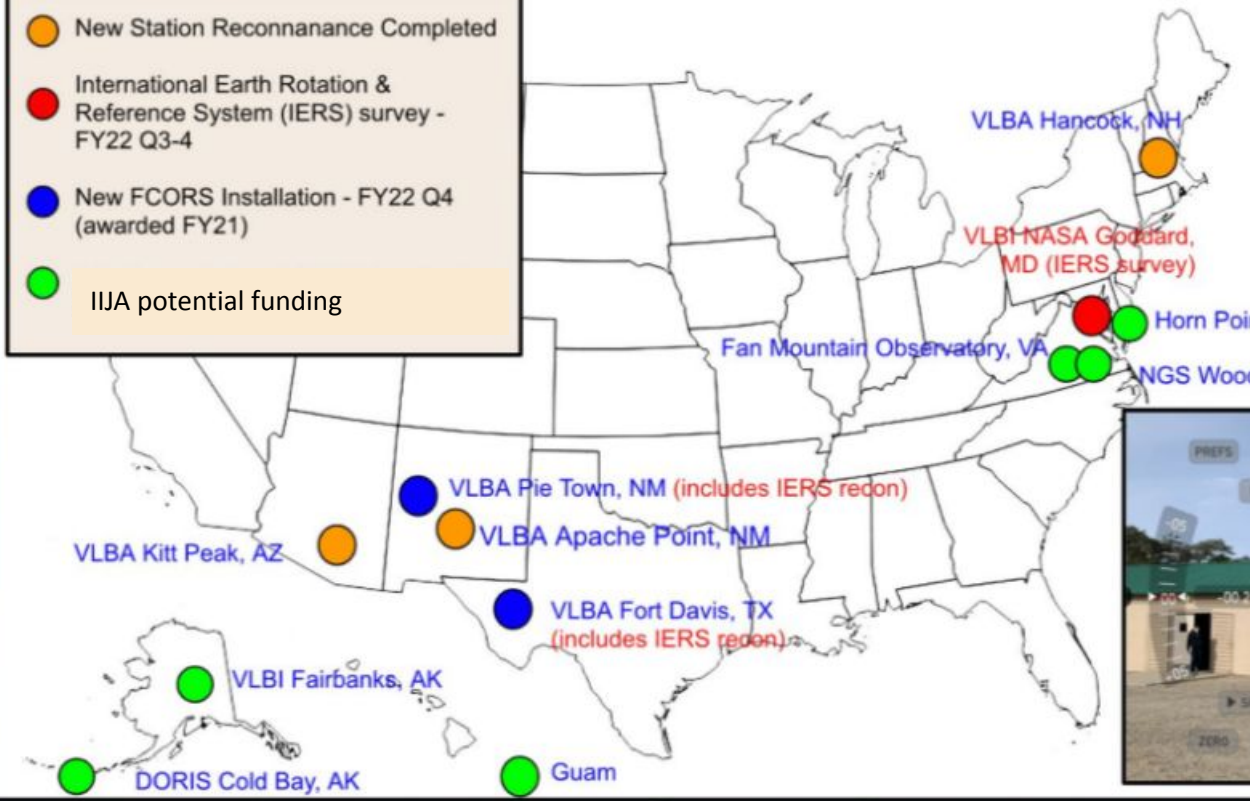 New Station Reconnanance Completed
International Earth Rotation &
Reference System (IERS) survey -
FY22 Q3-4
New FCORS Installation - FY22 Q4
(awarded FY21)
IIJA potential funding
VLBA Hancock, NH
VLBI NASA Goddard,
MD (IERS survey)
Horn
Fan Mountain Observatory, VA
NGS
VLBA Pie Town, NM (includes IERS recon)
VLBA Apache Point, NM
VLBA Kitt Peak, AZ
VLBA Fort Davis, TX
(includes IERS recon)
VLBI Fairbanks, AK
DORIS Cold Bay, AK
Guam
PREFS
-05
00
-05
ZERO